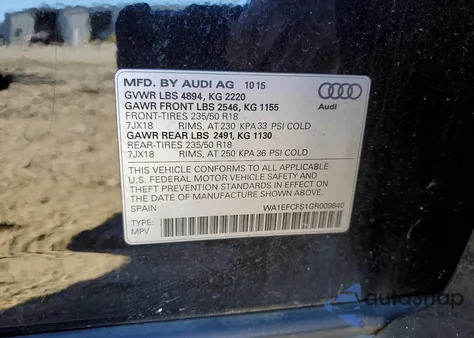 MFD. BY AUDI AG 10 15
GVWR LBS 4894, KG 2220
GAWR FRONT LBS 2546, KG 1155
FRONT-TIRES 235/50 R18
7JX18 RIMS, AT 230 KPA 33 PSI COLD
GAWR REAR LBS 2491, KG 1130
REAR-TIRES 235/50 R18
7JX18 RIMS, AT 250 KPA 36 PSI COLD
Audi
THIS VEHICLE CONFORMS TO ALL APPLICABLE
U.S. FEDERAL MOTOR VEHICLE SAFETY AND
THEFT PREVENTION STANDARDS IN EFFECT ON
THE DATE OF MANUFACTURE SHOWN ABOVE.
SPAIN
WA1EFCFS1GR009840
TYPE:
MPV
autosnap